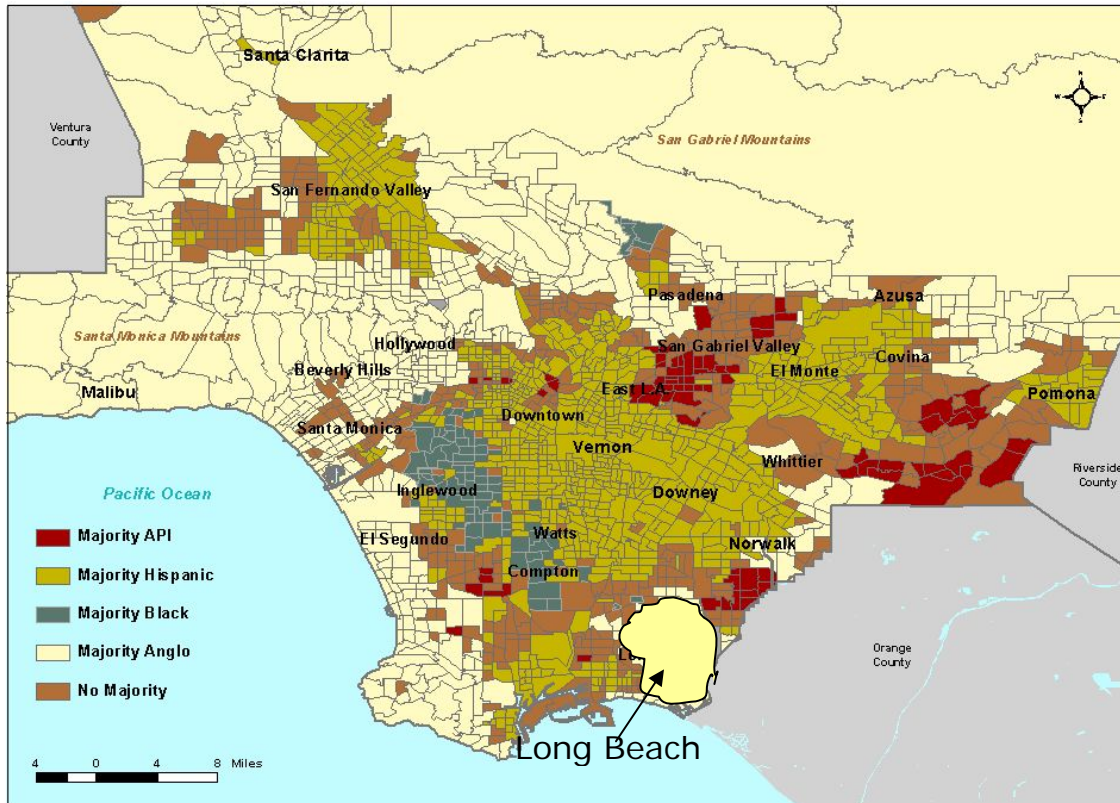 Santa Clarita
N
W E
S
Ventura
County
San Gabriel Mountains
San Fernando Valley
Pasadena
Azusa
Santa Monica Mountains
Hollywood
San Gabriel Valley
Covina
Beverly Hills
El Monte
Malibu
East L.A.
Pomona
Downtown
Santa Monica
Vernon
Whittier
Riverside
County
Pacific Ocean
Inglewood
Downey
Majority API
El Segundo
Watts
Norwalk
Majority Hispanic
Compton
Majority Black
Majority Anglo
Orange
County
No Majority
Long Beach
4 0 4 8 Miles